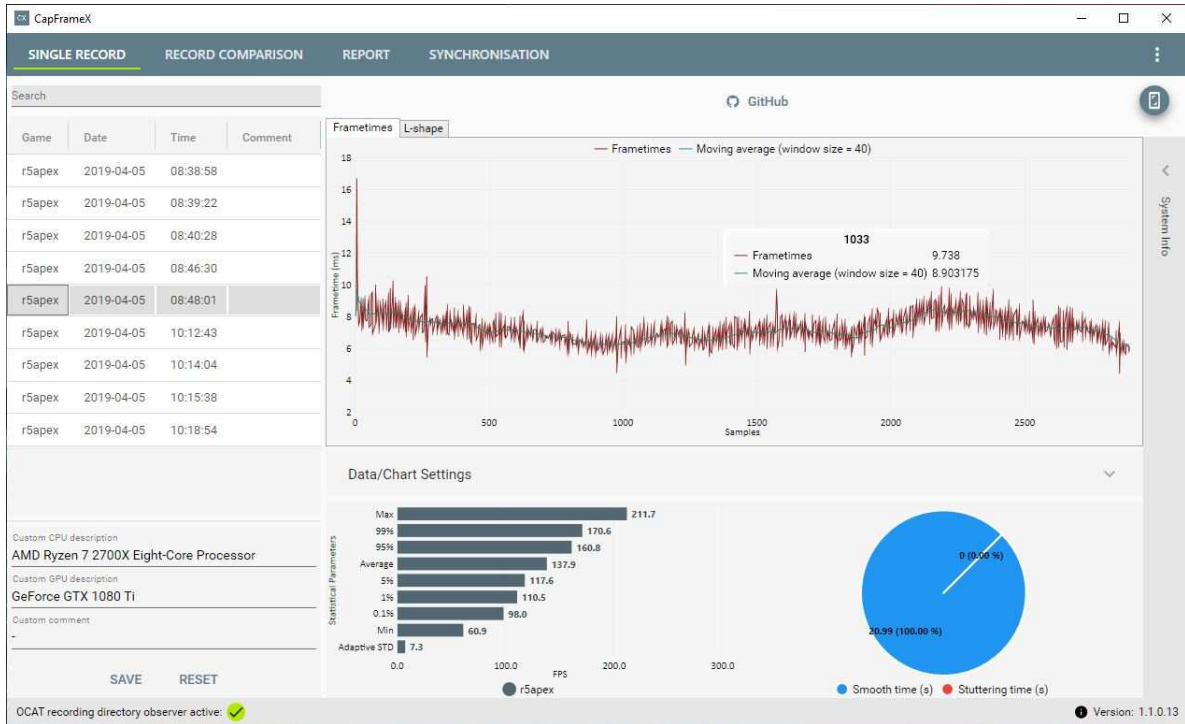 CX CapFrameX
SINGLE RECORD RECORD COMPARISON REPORT SYNCHRONISATION
Search
GitHub
Game Date Time Comment
r5apex 2019-04-05 08:38:58
r5apex 2019-04-05 08:39:22
r5apex 2019-04-05 08:40:28
r5apex 2019-04-05 08:46:30
r5apex 2019-04-05 08:48:01
r5apex 2019-04-05 10:12:43
r5apex 2019-04-05 10:14:04
r5apex 2019-04-05 10:15:38
r5apex 2019-04-05 10:18:54
Frametimes L-shape
Frametimes Moving average (window size = 40)
Frametime (ms)
18
16
14
12
10
8
6
4
2
1033
Frametimes 9.738
Moving average (window size = 40) 8.903175
0 500 1000 1500 2000 2500
Samples
System Info
Data/Chart Settings
Statistical Parameters
Max 211.7
99% 170.6
95% 160.8
Average 137.9
5% 117.6
1% 110.5
0.1% 98.0
Min 60.9
Adaptive STD 7.3
0.0 100.0 200.0 300.0
FPS
r5apex
0 (0.00 %)
20.99 (100.00 %)
Smooth time (s) Stuttering time (s)
Custom CPU description
AMD Ryzen 7 2700X Eight-Core Processor
Custom GPU description
GeForce GTX 1080 Ti
Custom comment
-
SAVE RESET
OCAT recording directory observer active:
Version: 1.1.0.13